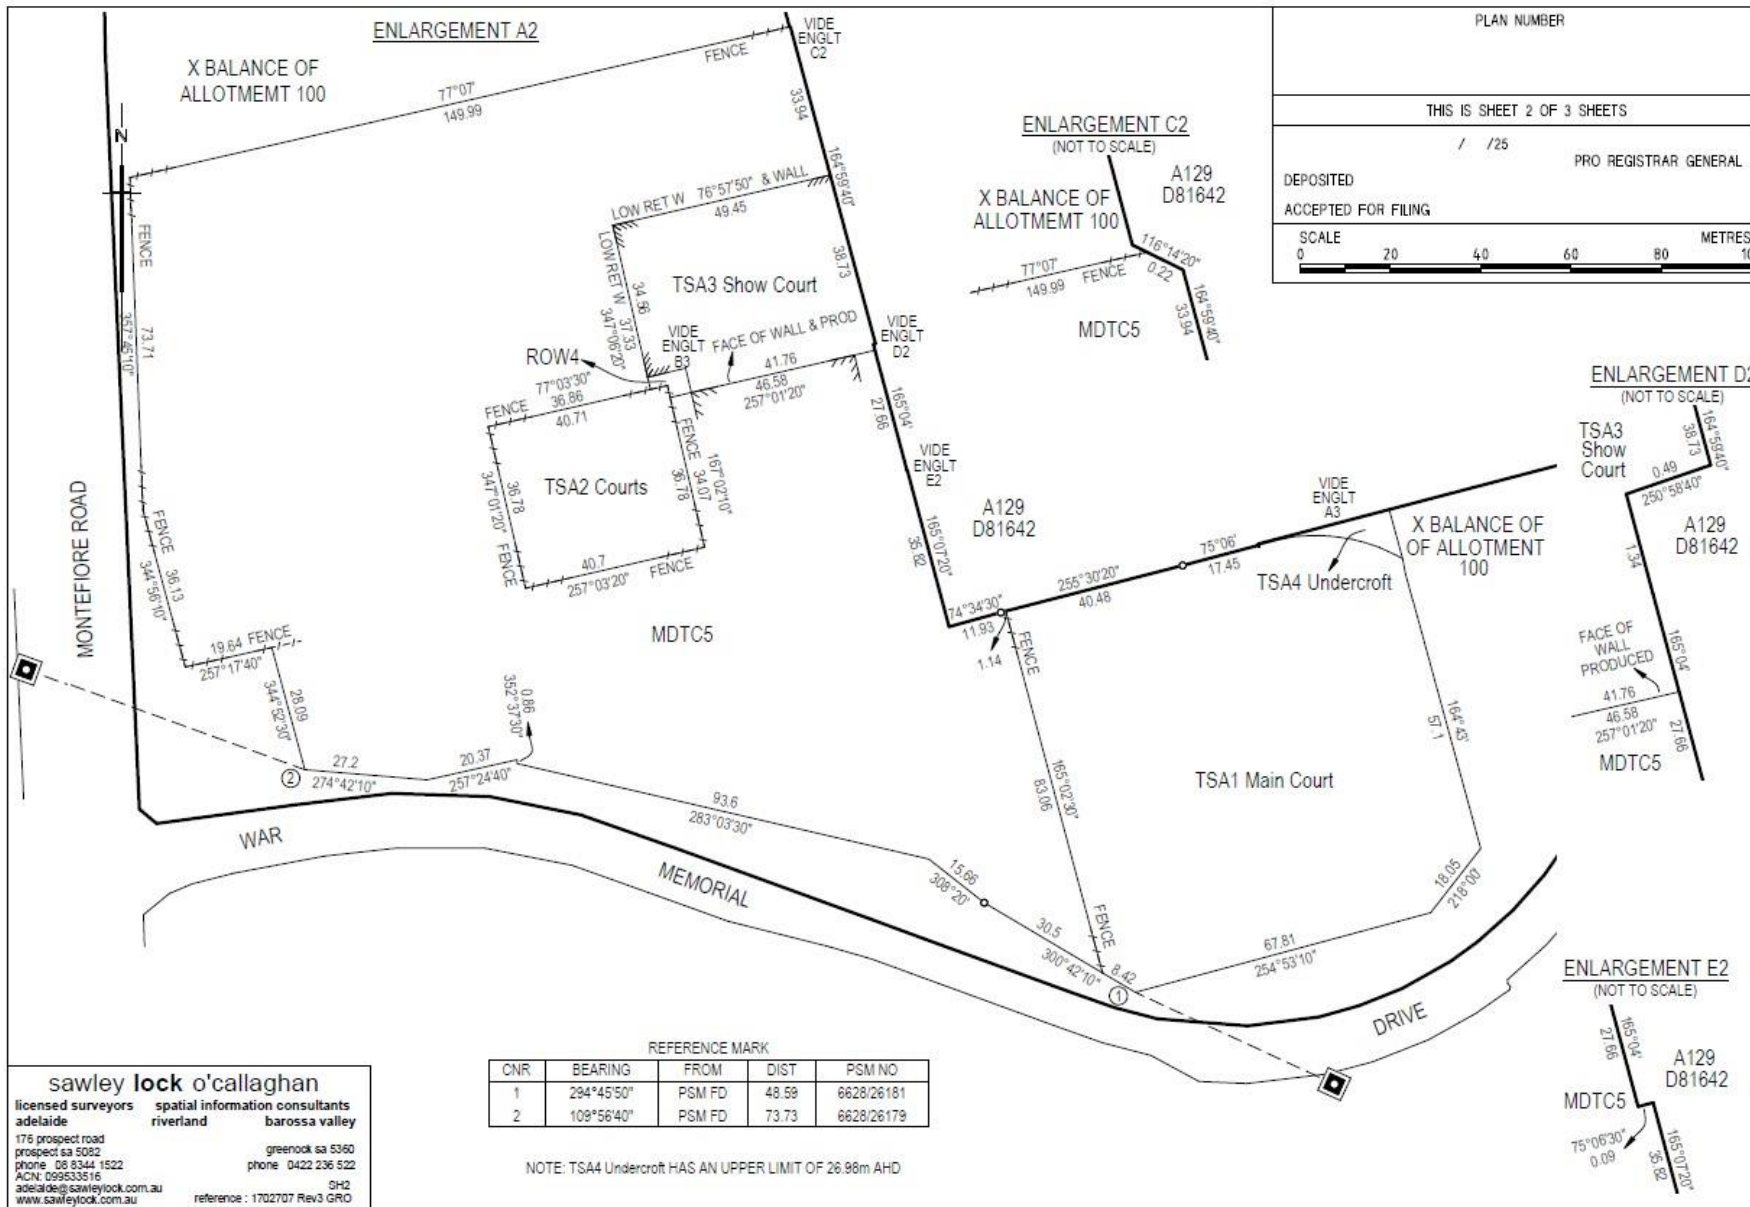 ENLARGEMENT A2
X BALANCE OF
ALLOTMEMT 100
77°07'
149.99
FENCE
VIDE
ENGLT
C2
33.94
164°59'40"
38.73
N
FENCE
73.71
357°45'10"
LOW RET W 76°57'50" & WALL
49.45
LOW RET W 37.33
34.66
347°06'20"
TSA3 Show Court
VIDE
ENGLT
B3
FACE OF WALL & PROD
41.76
46.58
257°01'20"
VIDE
ENGLT
D2
ROW4
77°03'30"
FENCE 36.86
40.71
FENCE 34.07
167°02'10"
36.78
TSA2 Courts
36.78
347°01'20"
FENCE
40.7
257°03'20"
FENCE
165°04'
27.66
VIDE
ENGLT
E2
165°07'20"
35.82
A129
D81642
MONTEFIORE ROAD
FENCE
36.13
344°56'10"
19.64 FENCE
257°17'40"
28.09
344°52'30"
MDTC5
0.86
352°37'30"
27.2
274°42'10"
2
20.37
257°24'40"
93.6
283°03'30"
15.66
308°20'
30.5
300°42'10"
8.42
1
74°34'30"
11.93
1.14
255°30'20"
40.48
75°06'
17.45
VIDE
ENGLT
A3
TSA4 Undercroft
X BALANCE OF
OF ALLOTMENT
100
FENCE
165°02'30"
83.06
FENCE
TSA1 Main Court
164°43'
57.1
18.05
218°00'
67.81
254°53'10"
WAR
MEMORIAL
DRIVE
ENLARGEMENT C2
(NOT TO SCALE)
X BALANCE OF
ALLOTMEMT 100
A129
D81642
116°14'20"
0.22
77°07'
149.99
FENCE
164°59'40"
33.94
MDTC5
PLAN NUMBER
THIS IS SHEET 2 OF 3 SHEETS
/ /25
PRO REGISTRAR GENERAL
DEPOSITED
ACCEPTED FOR FILING
SCALE
METRES
0 20 40 60 80
ENLARGEMENT D2
(NOT TO SCALE)
TSA3
Show
Court
164°59'40"
38.73
0.49
250°58'40"
A129
D81642
1.34
165°04'
FACE OF
WALL
PRODUCED
41.76
46.58
257°01'20"
27.66
MDTC5
ENLARGEMENT E2
(NOT TO SCALE)
165°04'
27.66
A129
D81642
MDTC5
75°06'30"
0.09
165°07'20"
35.82
REFERENCE MARK
CNR BEARING FROM DIST PSM NO
1 294°45'50" PSM FD 48.59 6628/26181
2 109°56'40" PSM FD 73.73 6628/26179
NOTE: TSA4 Undercroft HAS AN UPPER LIMIT OF 26.98m AHD
sawley lock o'callaghan
licensed surveyors spatial information consultants
adelaide riverland barossa valley
176 prospect road
prospect sa 5082 greenock sa 5360
phone 08 8344 1522 phone 0422 236 522
ACN: 099533516
adelaide@sawleylock.com.au SH2
www.sawleylock.com.au reference : 1702707 Rev3 GRO